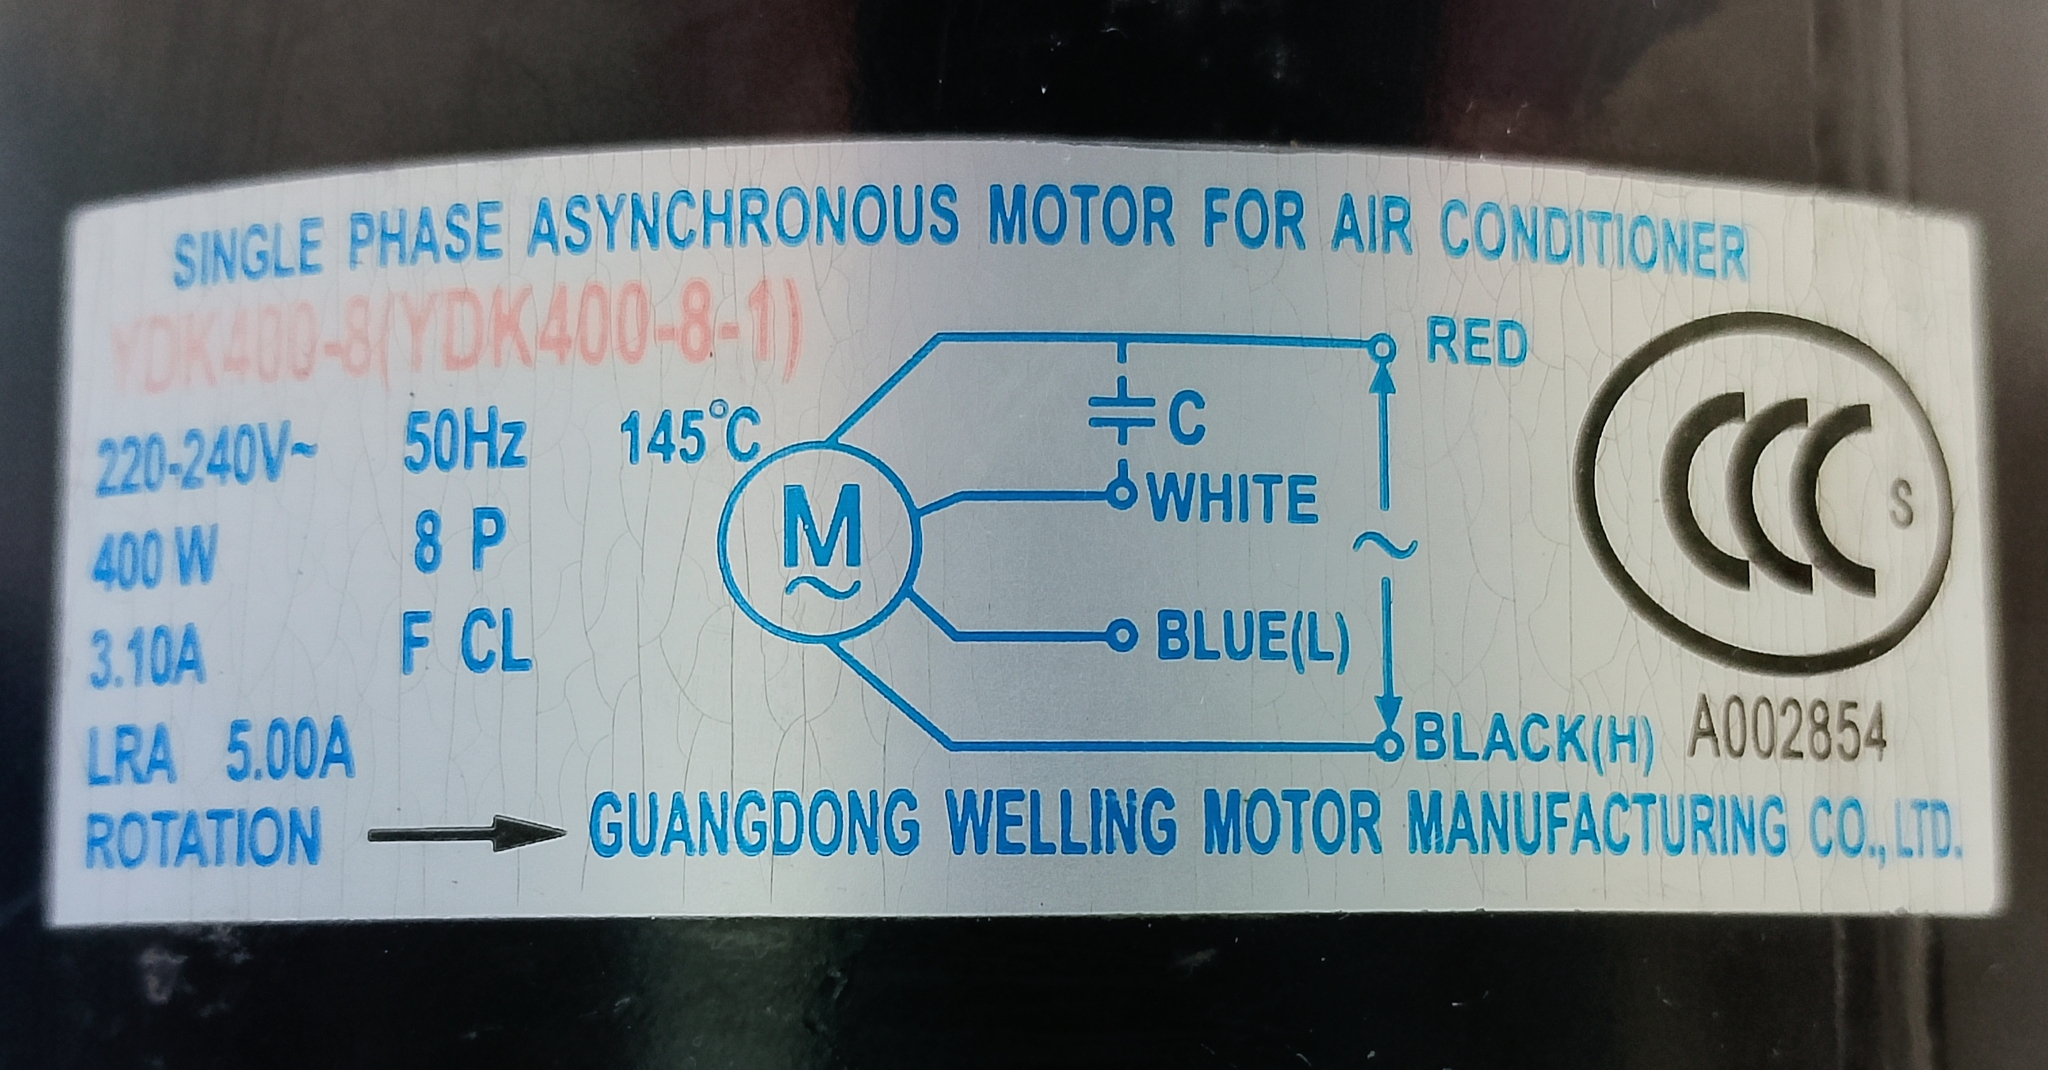 SINGLE PHASE ASYNCHRONOUS MOTOR FOR AIR CONDITIONER
YDK400-8(YDK400-8-1)
RED
220-240V~ 50Hz 145°C
C
M
~
WHITE
S
400 W 8 P
~
3.10A F CL
BLUE(L)
LRA 5.00A
BLACK(H)
A002854
ROTATION
GUANGDONG WELLING MOTOR MANUFACTURING CO., LTD.